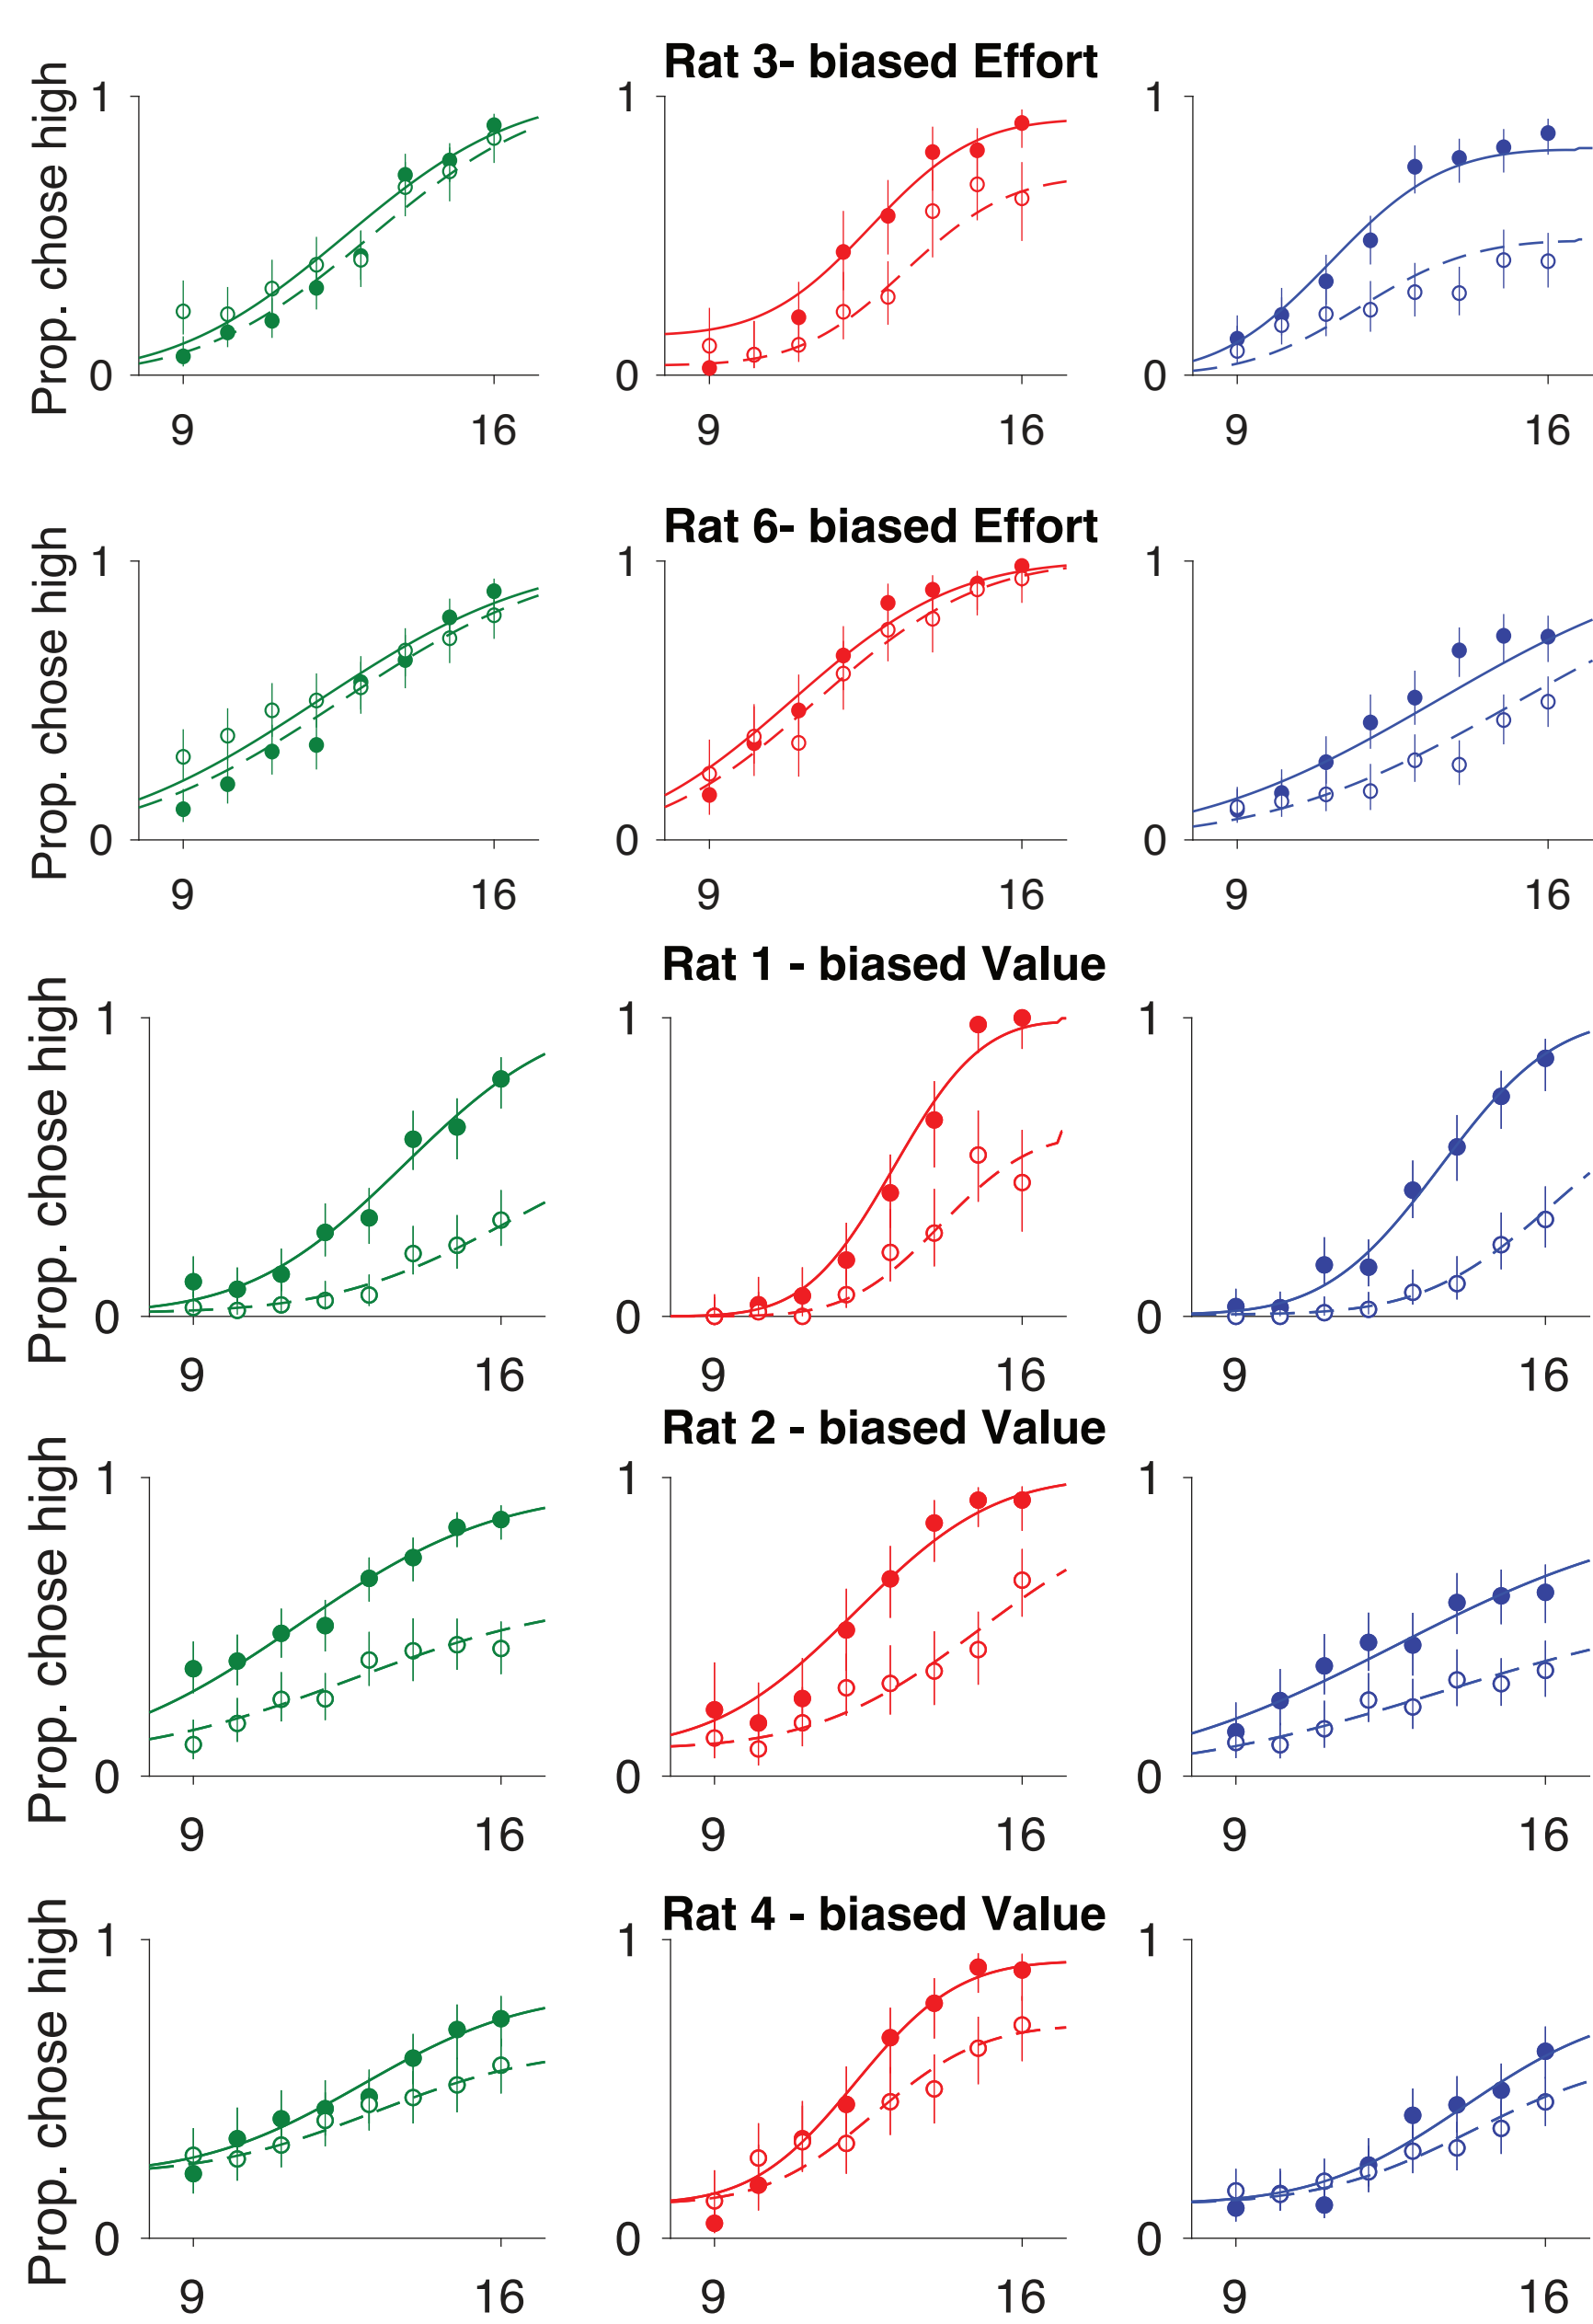 Rat 3- biased Effort
Prop. chose high
1 1 1
0 0 0
9 16 9 16 9 16
Rat 6- biased Effort
Prop. chose high
1 1 1
0 0 0
9 16 9 16 9 16
Rat 1 - biased Value
Prop. chose high
1 1 1
0 0 0
9 16 9 16 9 16
Rat 2 - biased Value
Prop. chose high
1 1 1
0 0 0
9 16 9 16 9 16
Rat 4 - biased Value
Prop. chose high
1 1 1
0 0 0
9 16 9 16 9 16